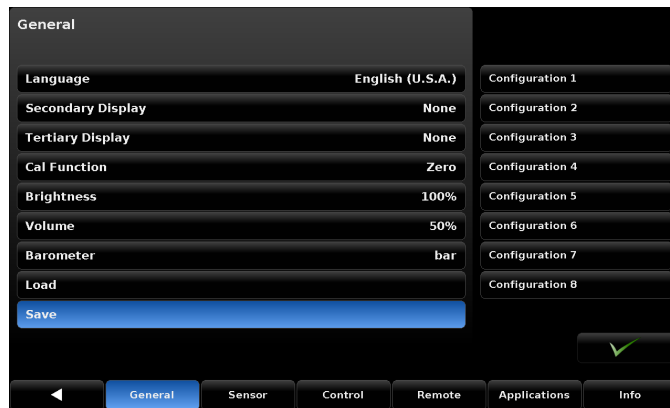 General
Language English (U.S.A.)
Secondary Display None
Tertiary Display None
Cal Function Zero
Brightness 100%
Volume 50%
Barometer bar
Load
Save
Configuration 1
Configuration 2
Configuration 3
Configuration 4
Configuration 5
Configuration 6
Configuration 7
Configuration 8
General Sensor Control Remote Applications Info